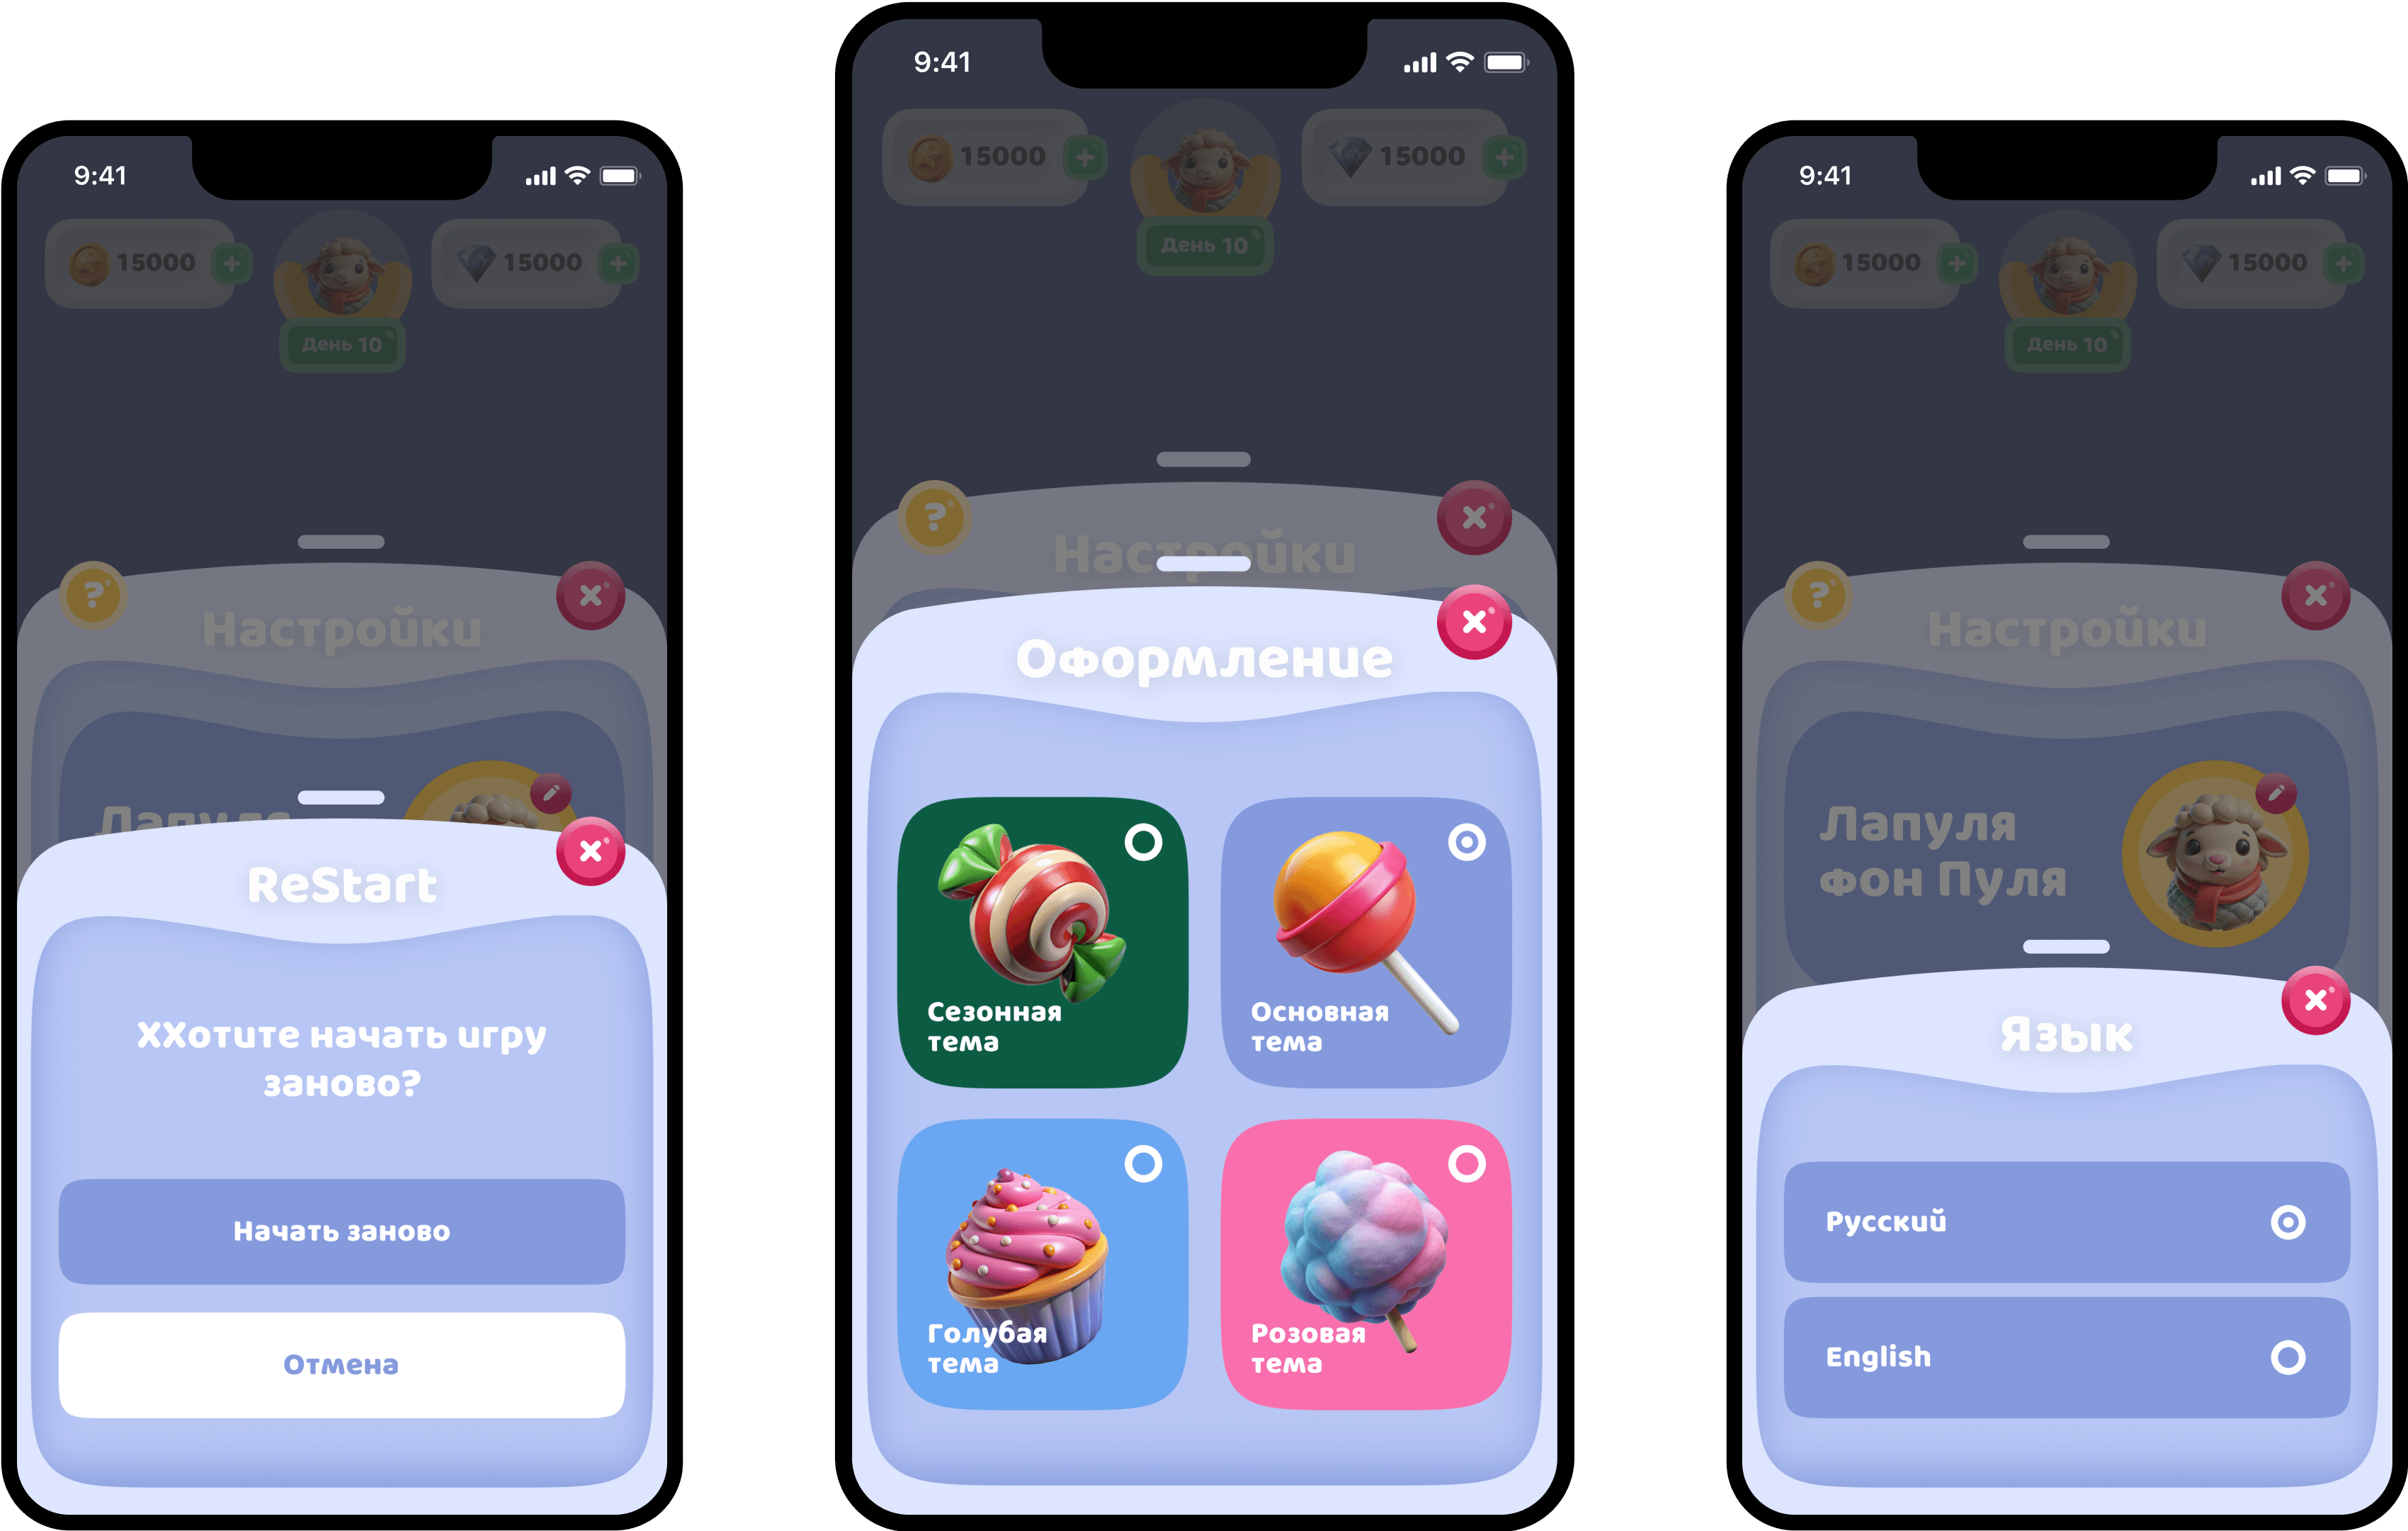 9:41
15000
15000
День 10
?
Настройки
Лапуля
ReStart
ХХотите начать игру
заново?
Начать заново
Отмена
9:41
15000
15000
День 10
?
Настройки
Оформление
Сезонная
тема
Основная
тема
Голубая
тема
Розовая
тема
9:41
15000
15000
День 10
?
Настройки
Лапуля
фон Пуля
Язык
Русский
English